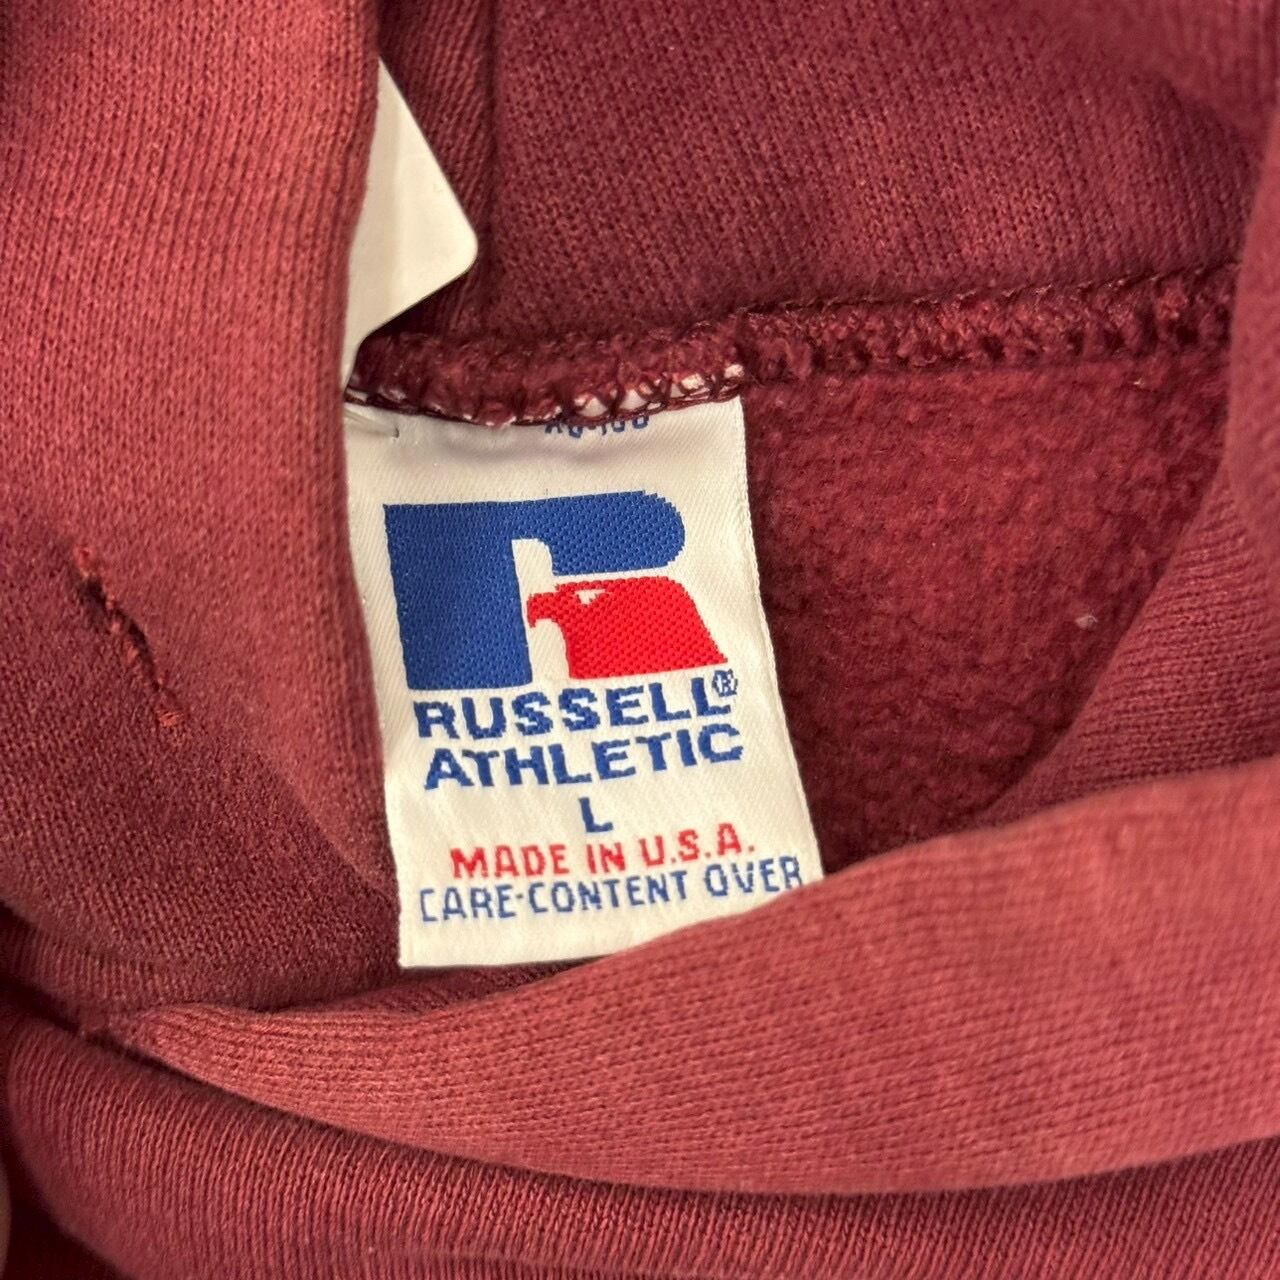 RUSSELL®
ATHLETIC
L
MADE IN U.S.A.
CARE-CONTENT OVER